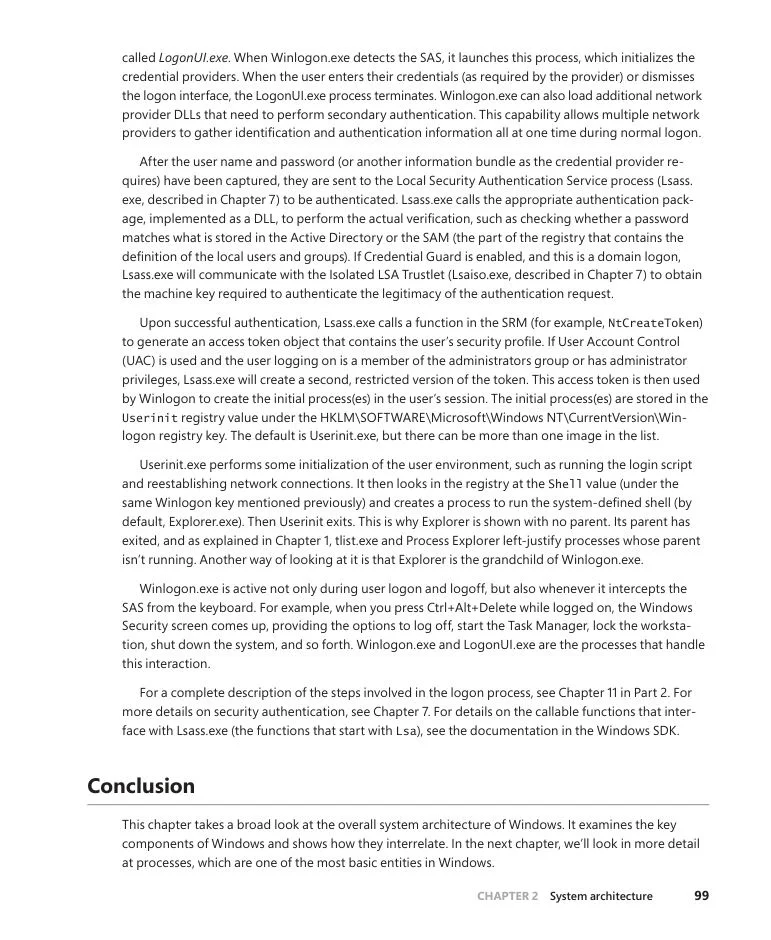 called LogonUI.exe. When Winlogon.exe detects the SAS, it launches this process, which initializes the
credential providers. When the user enters their credentials (as required by the provider) or dismisses
the logon interface, the LogonUI.exe process terminates. Winlogon.exe can also load additional network
provider DLLs that need to perform secondary authentication. This capability allows multiple network
providers to gather identification and authentication information all at one time during normal logon.
After the user name and password (or another information bundle as the credential provider re-
quires) have been captured, they are sent to the Local Security Authentication Service process (Lsass.
exe, described in Chapter 7) to be authenticated. Lsass.exe calls the appropriate authentication pack-
age, implemented as a DLL, to perform the actual verification, such as checking whether a password
matches what is stored in the Active Directory or the SAM (the part of the registry that contains the
definition of the local users and groups). If Credential Guard is enabled, and this is a domain logon,
Lsass.exe will communicate with the Isolated LSA Trustlet (Lsaiso.exe, described in Chapter 7) to obtain
the machine key required to authenticate the legitimacy of the authentication request.
Upon successful authentication, Lsass.exe calls a function in the SRM (for example, NtCreateToken)
to generate an access token object that contains the user's security profile. If User Account Control
(UAC) is used and the user logging on is a member of the administrators group or has administrator
privileges, Lsass.exe will create a second, restricted version of the token. This access token is then used
by Winlogon to create the initial process(es) in the user's session. The initial process(es) are stored in the
Userinit registry value under the HKLM\SOFTWARE\Microsoft\Windows NT\CurrentVersion\Win-
logon registry key. The default is Userinit.exe, but there can be more than one image in the list.
Userinit.exe performs some initialization of the user environment, such as running the login script
and reestablishing network connections. It then looks in the registry at the Shell value (under the
same Winlogon key mentioned previously) and creates a process to run the system-defined shell (by
default, Explorer.exe). Then Userinit exits. This is why Explorer is shown with no parent. Its parent has
exited, and as explained in Chapter 1, tlist.exe and Process Explorer left-justify processes whose parent
isn't running. Another way of looking at it is that Explorer is the grandchild of Winlogon.exe.
Winlogon.exe is active not only during user logon and logoff, but also whenever it intercepts the
SAS from the keyboard. For example, when you press Ctrl+Alt+Delete while logged on, the Windows
Security screen comes up, providing the options to log off, start the Task Manager, lock the worksta-
tion, shut down the system, and so forth. Winlogon.exe and LogonUI.exe are the processes that handle
this interaction.
For a complete description of the steps involved in the logon process, see Chapter 11 in Part 2. For
more details on security authentication, see Chapter 7. For details on the callable functions that inter-
face with Lsass.exe (the functions that start with Lsa), see the documentation in the Windows SDK.
Conclusion
This chapter takes a broad look at the overall system architecture of Windows. It examines the key
components of Windows and shows how they interrelate. In the next chapter, we'll look in more detail
at processes, which are one of the most basic entities in Windows.
CHAPTER 2 System architecture 99